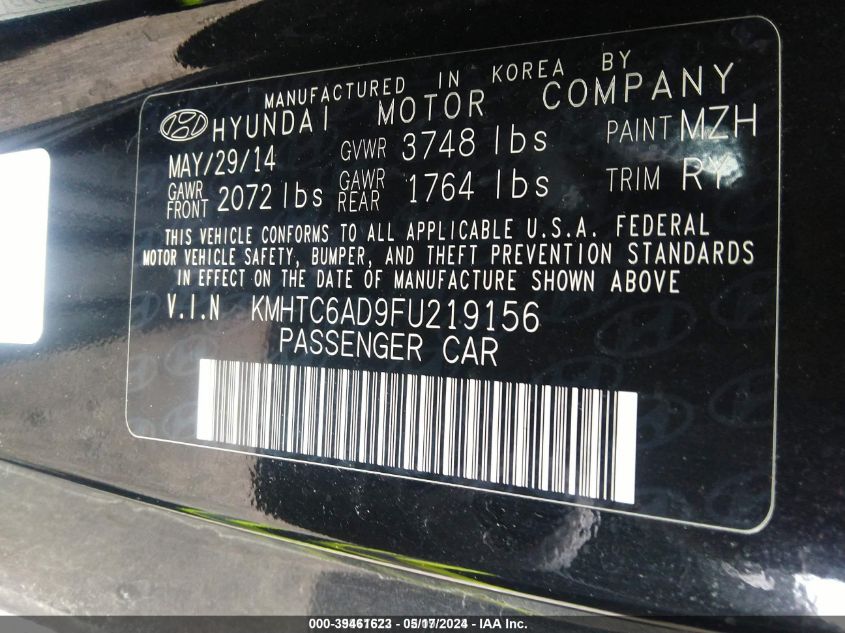 MANUFACTURED IN KOREA BY
HYUNDAI MOTOR COMPANY
MAY/29/14 GVWR 3748 lbs PAINT MZH
GAWR FRONT 2072 lbs GAWR REAR 1764 lbs TRIM RY
THIS VEHICLE CONFORMS TO ALL APPLICABLE U.S.A. FEDERAL
MOTOR VEHICLE SAFETY, BUMPER, AND THEFT PREVENTION STANDARDS
IN EFFECT ON THE DATE OF MANUFACTURE SHOWN ABOVE
V.I.N KMHTC6AD9FU219156
PASSENGER CAR
000-39461623 - 05/17/2024 - IAA Inc.